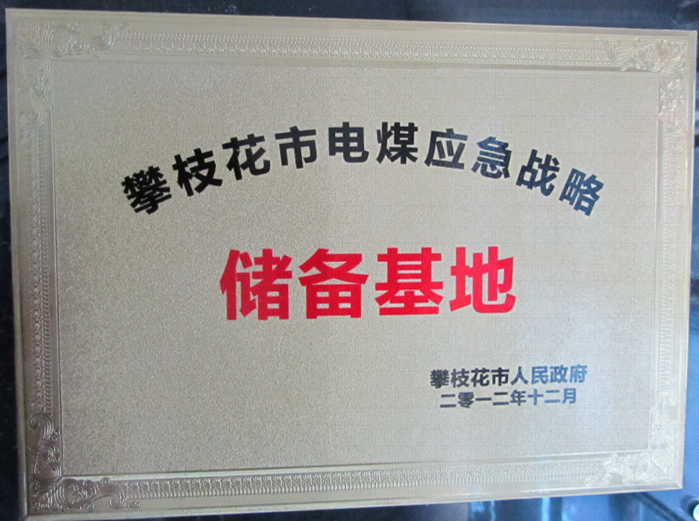 攀枝花市电煤应急战略
储备基地
攀枝花市人民政府
二零一二年十二月